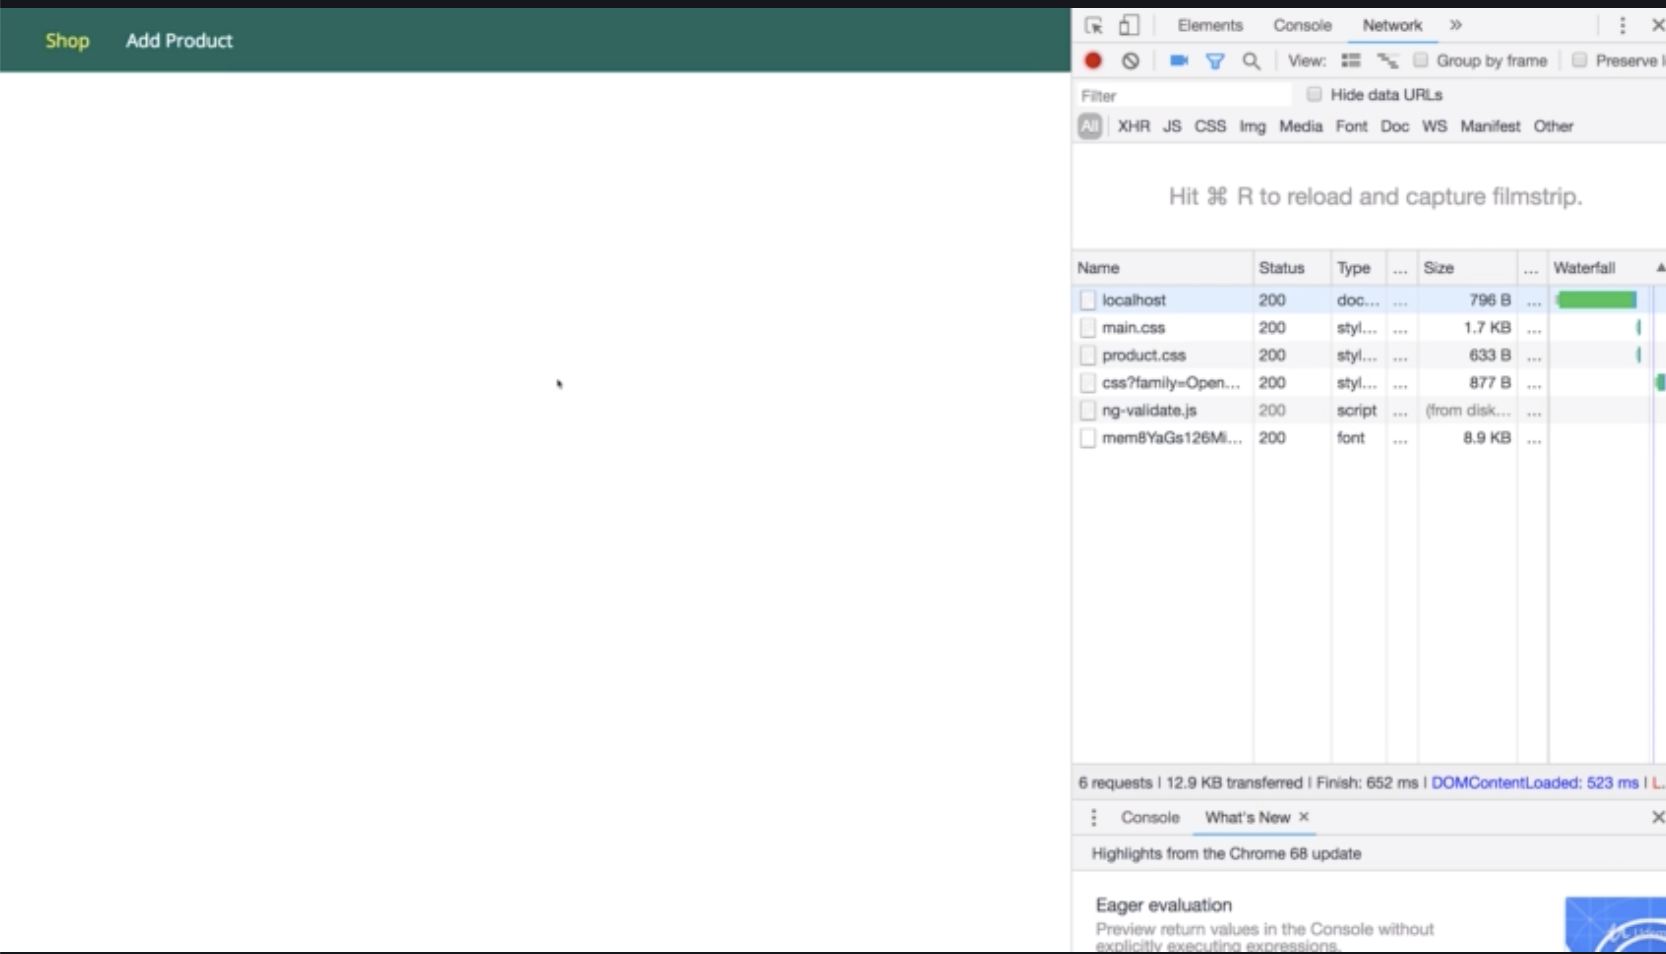 Shop Add Product
Elements Console Network »
View: Group by frame Preserve l
Filter Hide data URLs
All XHR JS CSS Img Media Font Doc WS Manifest Other
Hit ⌘ R to reload and capture filmstrip.
Name Status Type ... Size ... Waterfall ▲
localhost 200 doc... ... 796 B ...
main.css 200 styl... ... 1.7 KB ...
product.css 200 styl... ... 633 B ...
css?family=Open... 200 styl... ... 877 B ...
ng-validate.js 200 script ... (from disk... ...
mem8YaGs126Mi... 200 font ... 8.9 KB ...
6 requests | 12.9 KB transferred | Finish: 652 ms | DOMContentLoaded: 523 ms | L...
Console What's New ×
Highlights from the Chrome 68 update
Eager evaluation
Preview return values in the Console without
explicitly executing expressions.